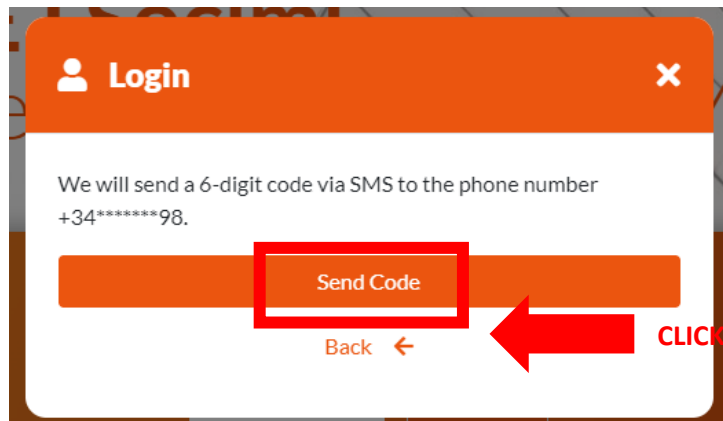 Login
We will send a 6-digit code via SMS to the phone number
+34*******98.
Send Code
Back
CLICK